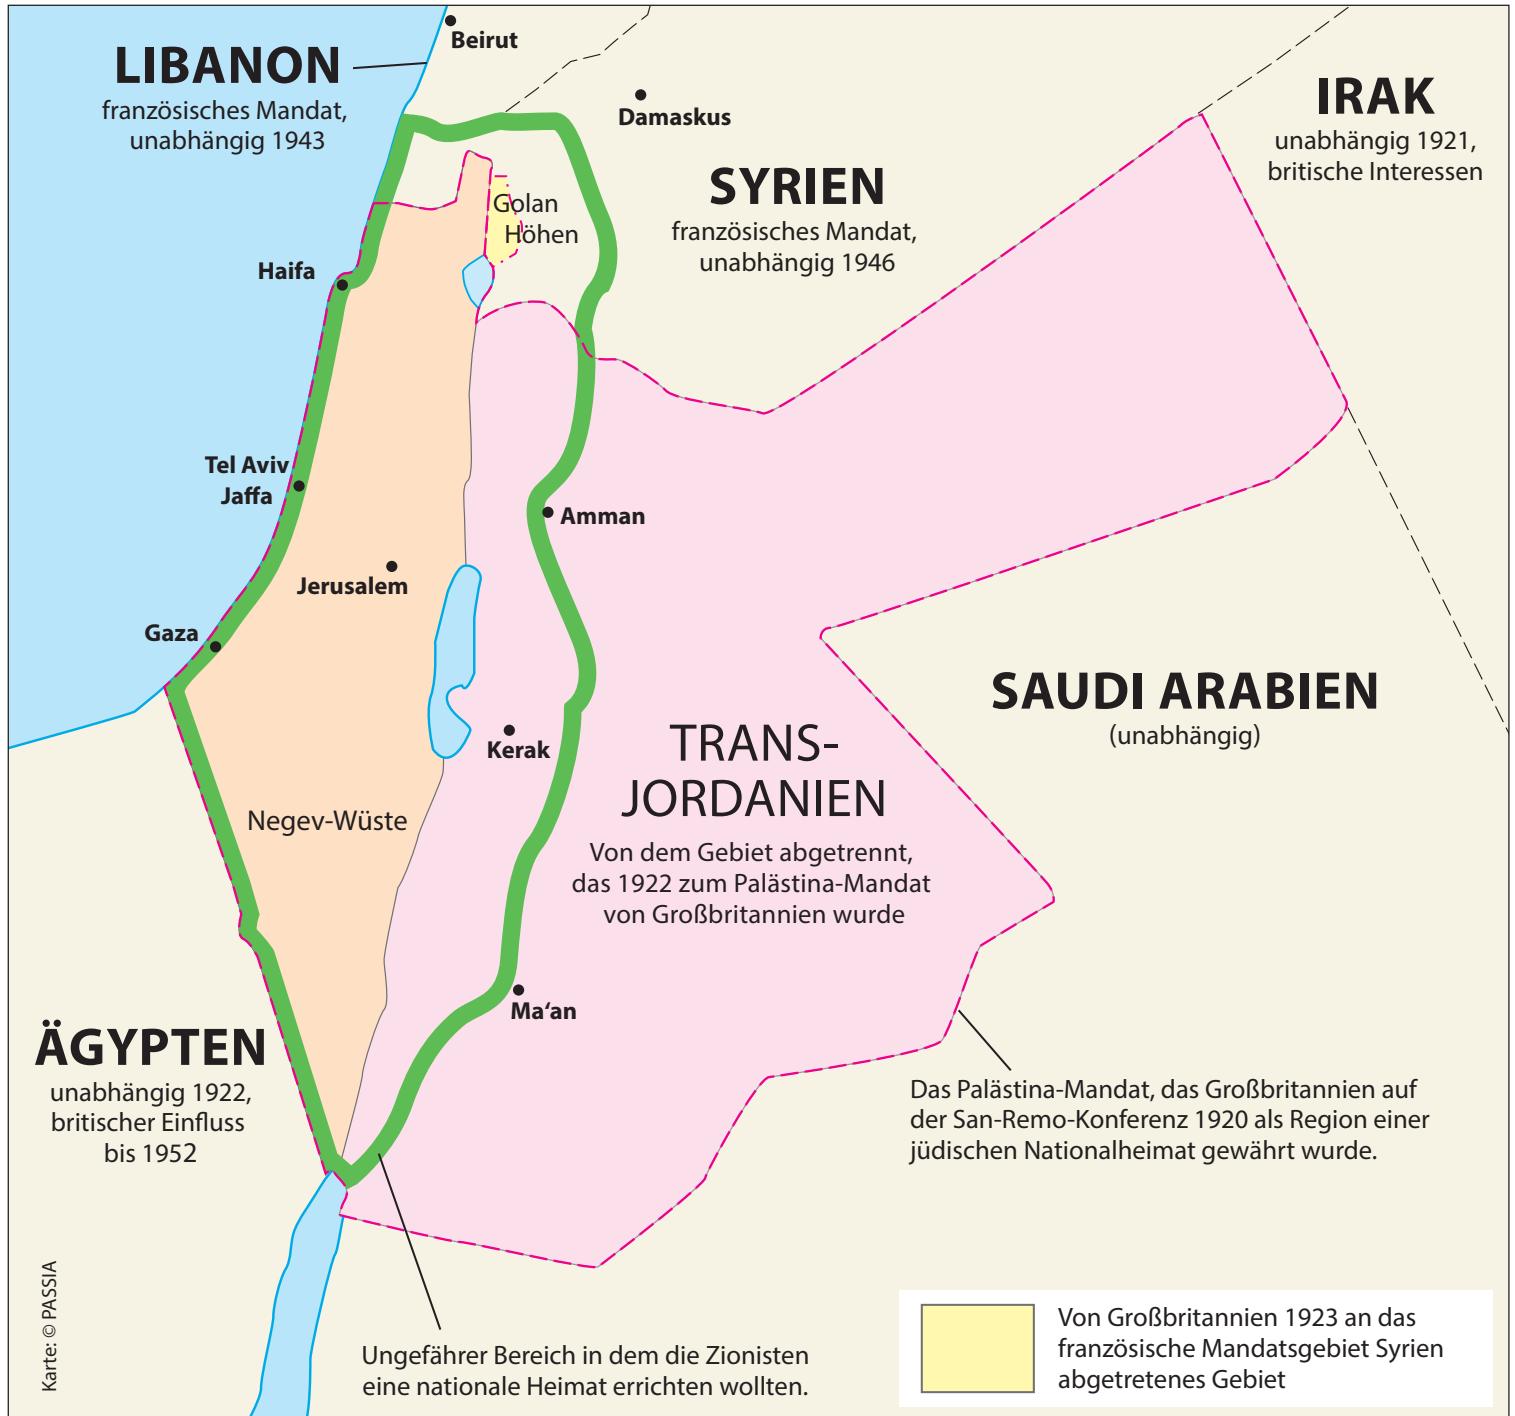 Beirut
LIBANON
französisches Mandat,
unabhängig 1943
Damaskus
IRAK
unabhängig 1921,
britische Interessen
SYRIEN
französisches Mandat,
unabhängig 1946
Golan
Höhen
Haifa
Tel Aviv
Jaffa
Amman
Jerusalem
Gaza
SAUDI ARABIEN
(unabhängig)
Kerak
TRANS-
JORDANIEN
Von dem Gebiet abgetrennt,
das 1922 zum Palästina-Mandat
von Großbritannien wurde
Negev-Wüste
Ma‘an
ÄGYPTEN
unabhängig 1922,
britischer Einfluss
bis 1952
Das Palästina-Mandat, das Großbritannien auf
der San-Remo-Konferenz 1920 als Region einer
jüdischen Nationalheimat gewährt wurde.
Karte: © PASSIA
Ungefährer Bereich in dem die Zionisten
eine nationale Heimat errichten wollten.
Von Großbritannien 1923 an das
französische Mandatsgebiet Syrien
abgetretenes Gebiet